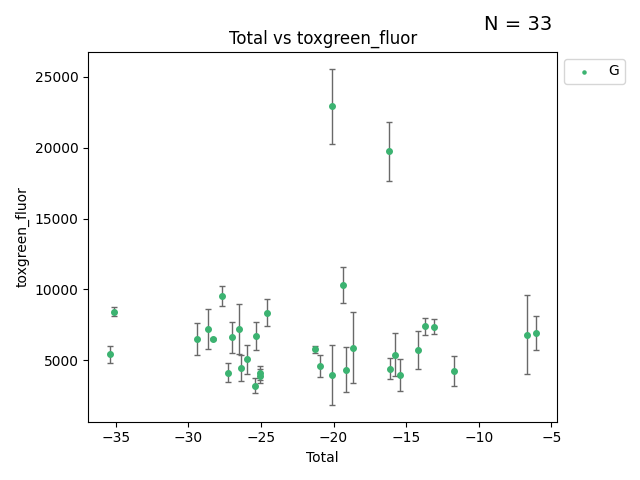 N = 33
Total vs toxgreen_fluor
G
25000
20000
15000
10000
5000
toxgreen_fluor
−35 −30 −25 −20 −15 −10 −5
Total